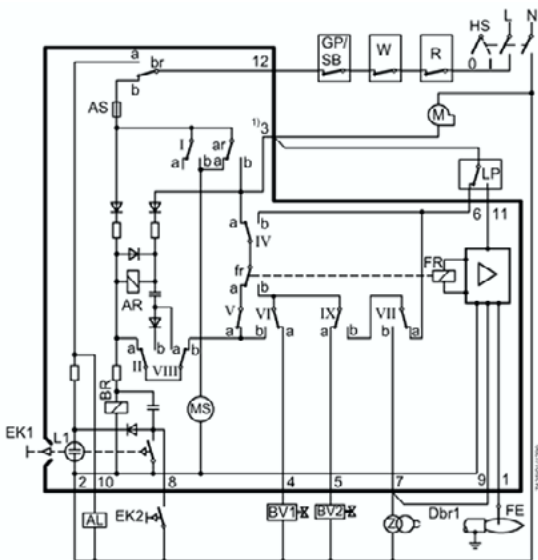 HS L N
GP/
SB W R
0 I
a br 12
b
AS
M
1) 3
I ar
a b a b
LP
a b 6 11
IV
fr FR
AR a b
V VI IX VII
b a b a
b a b a b a b a
II VIII
BR
MS
EK1 L1
2 10 8 4 5 7 9 1
AL EK2 BV1 BV2 Z Dbr1 FE